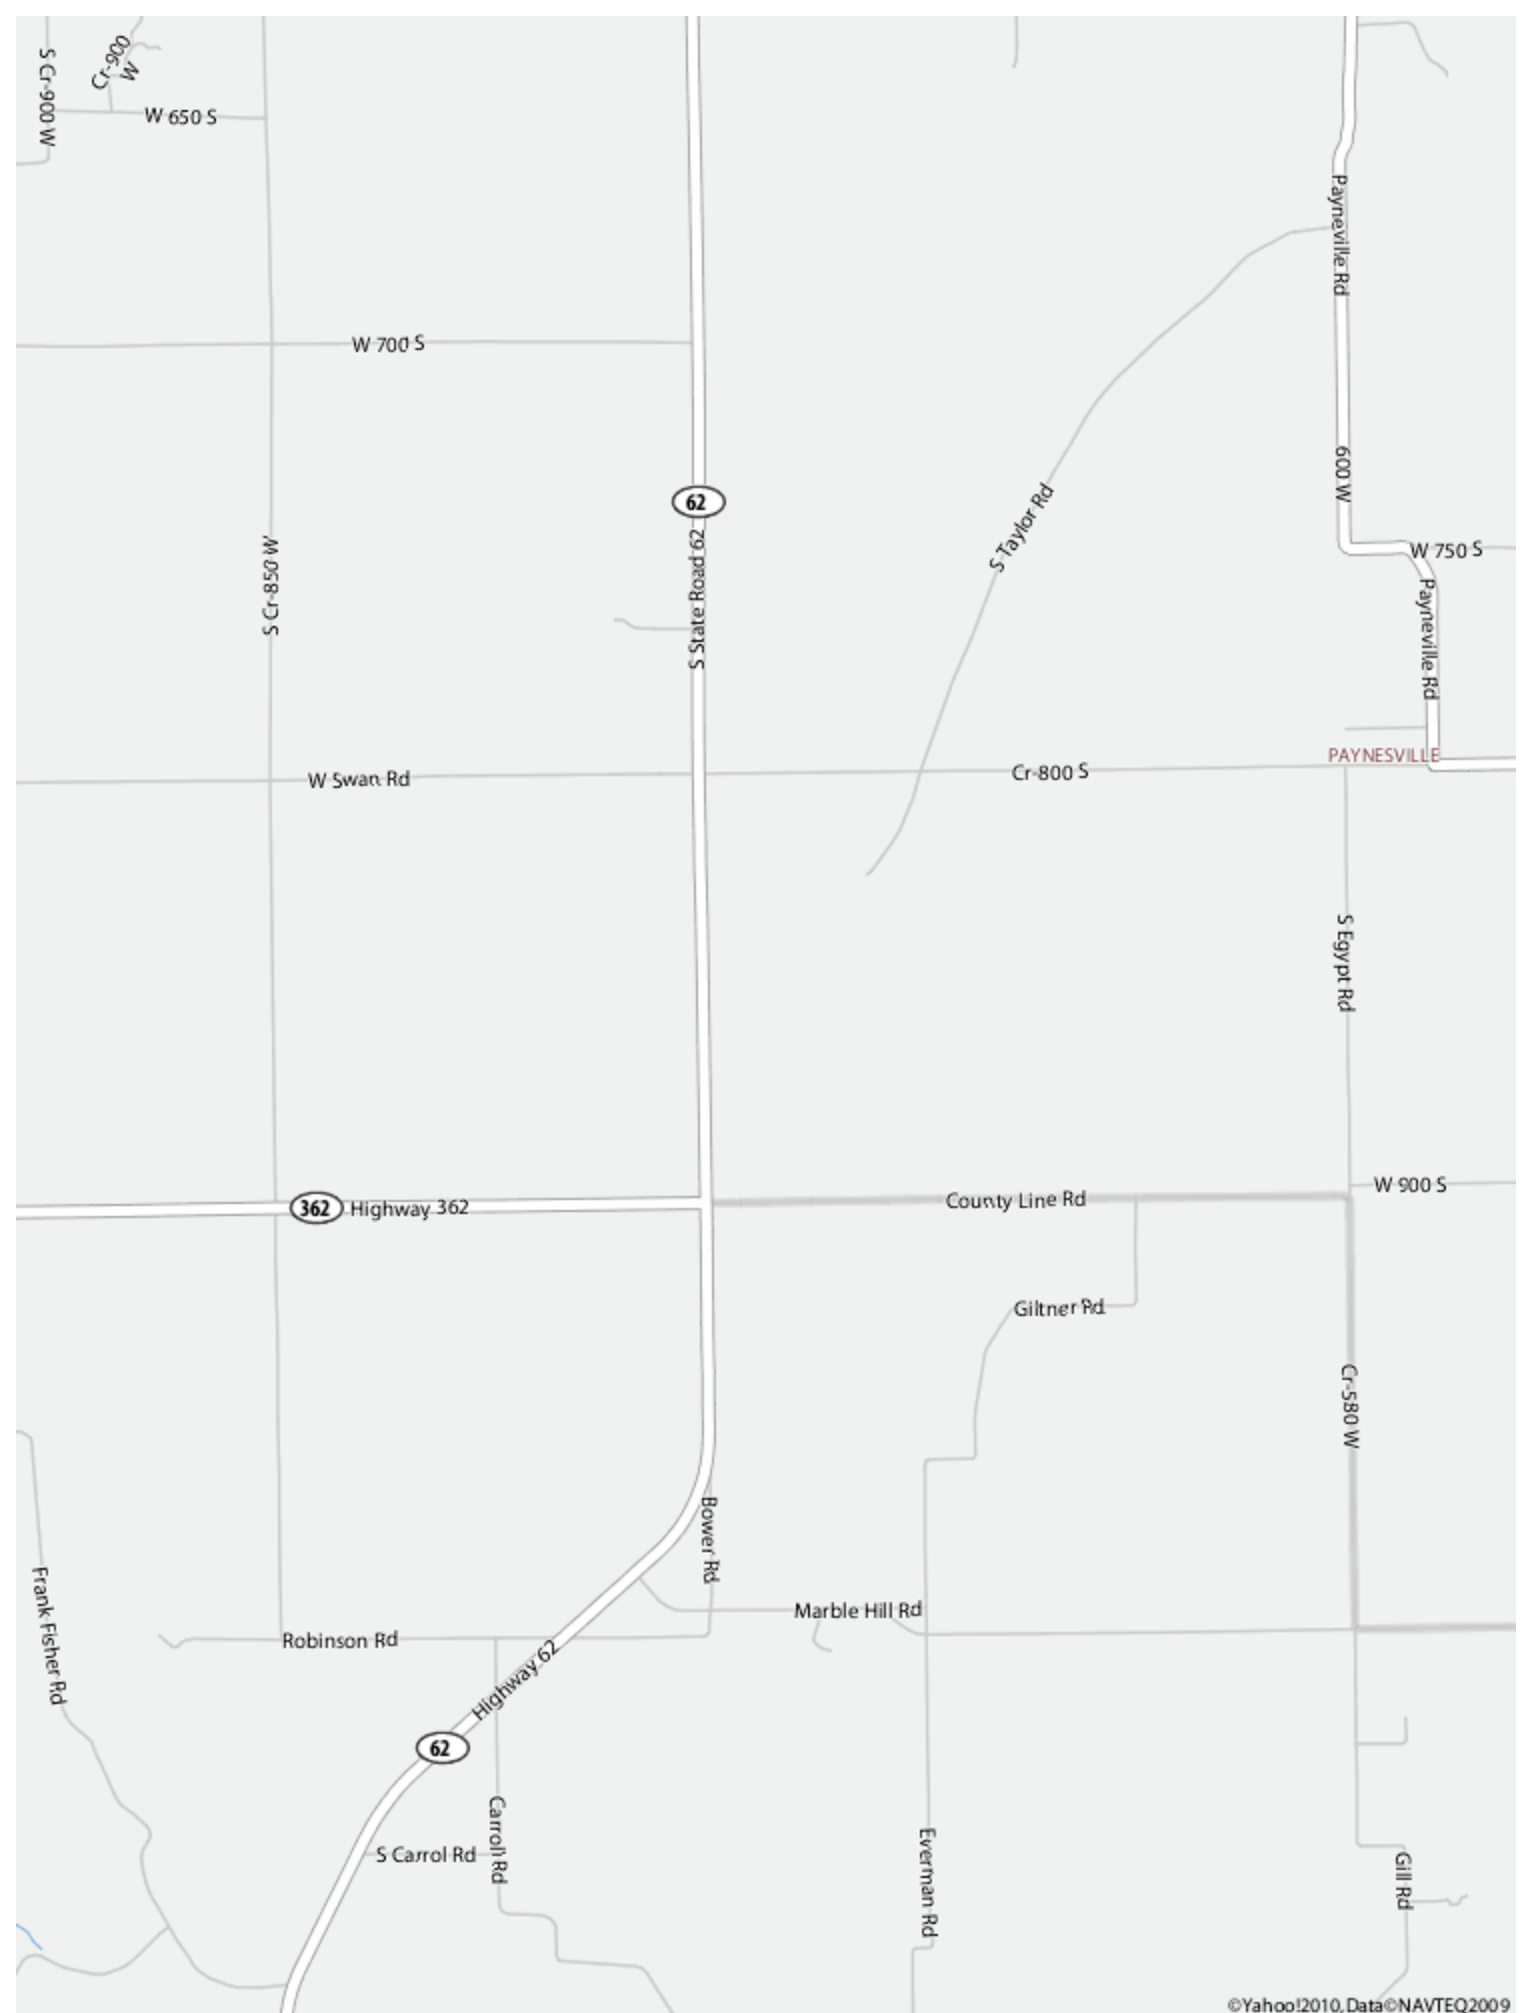 S Cr-900 W
Cr-900
W
W 650 S
Payneville Rd
W 700 S
600 W
62
S Taylor Rd
S State Road 62
S Cr-850 W
W 750 S
Payneville Rd
PAYNESVILLE
W Swan Rd
Cr-800 S
S Egypt Rd
W 900 S
County Line Rd
362
Highway 362
Giltner Rd
Cr-580 W
Bower Rd
Marble Hill Rd
Frank Fisher Rd
Robinson Rd
Highway 62
62
Carroll Rd
S Carrol Rd
Everman Rd
Gill Rd
©Yahoo!2010, Data©NAVTEQ2009